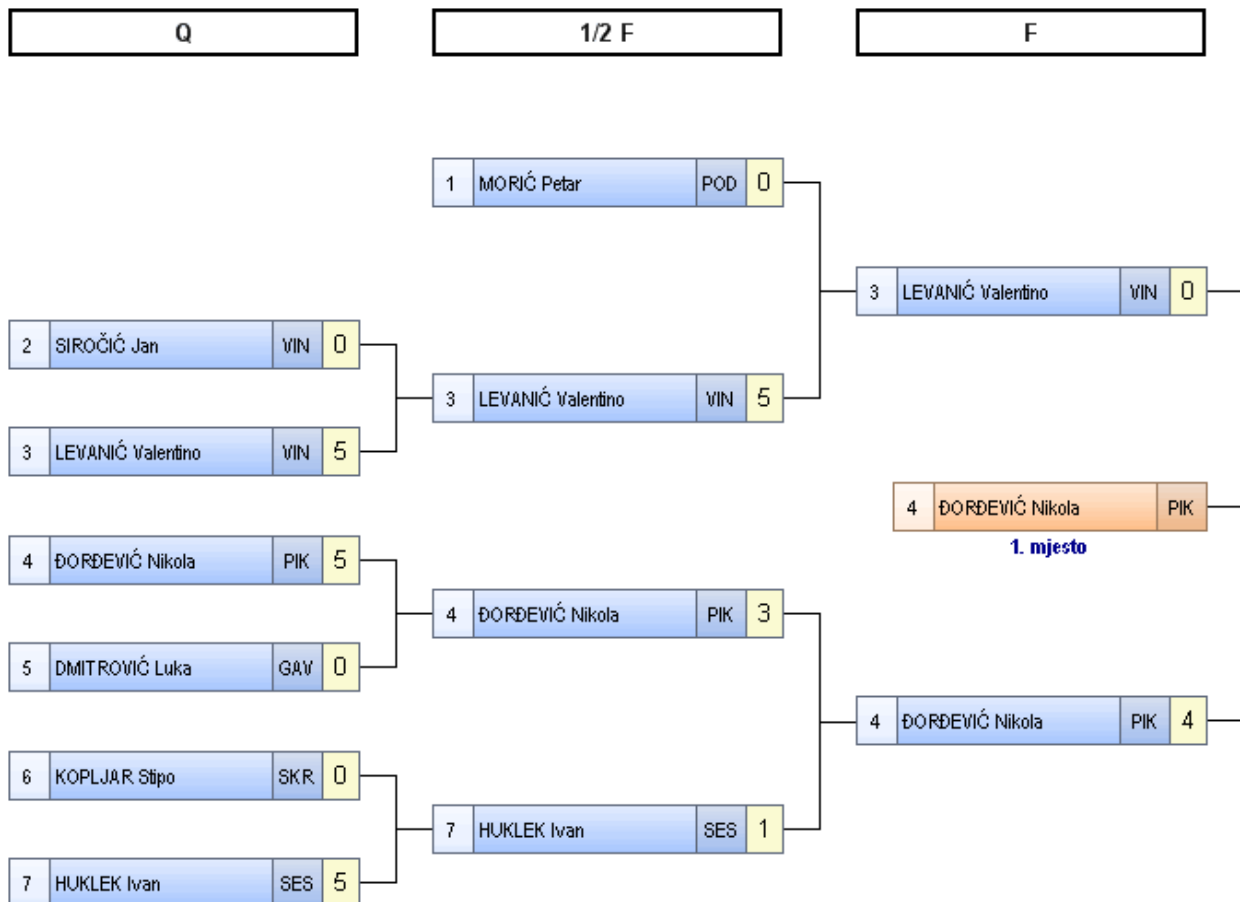 Q 1/2 F F
1 MORIĆ Petar POD 0
3 LEVANIĆ Valentino VIN 0
2 SIROČIĆ Jan VIN 0
3 LEVANIĆ Valentino VIN 5
3 LEVANIĆ Valentino VIN 5
4 ĐORĐEVIĆ Nikola PIK
1. mjesto
4 ĐORĐEVIĆ Nikola PIK 5
4 ĐORĐEVIĆ Nikola PIK 3
5 DMITROVIĆ Luka GAV 0
4 ĐORĐEVIĆ Nikola PIK 4
6 KOPLJAR Stipo SKR 0
7 HUKLEK Ivan SES 1
7 HUKLEK Ivan SES 5